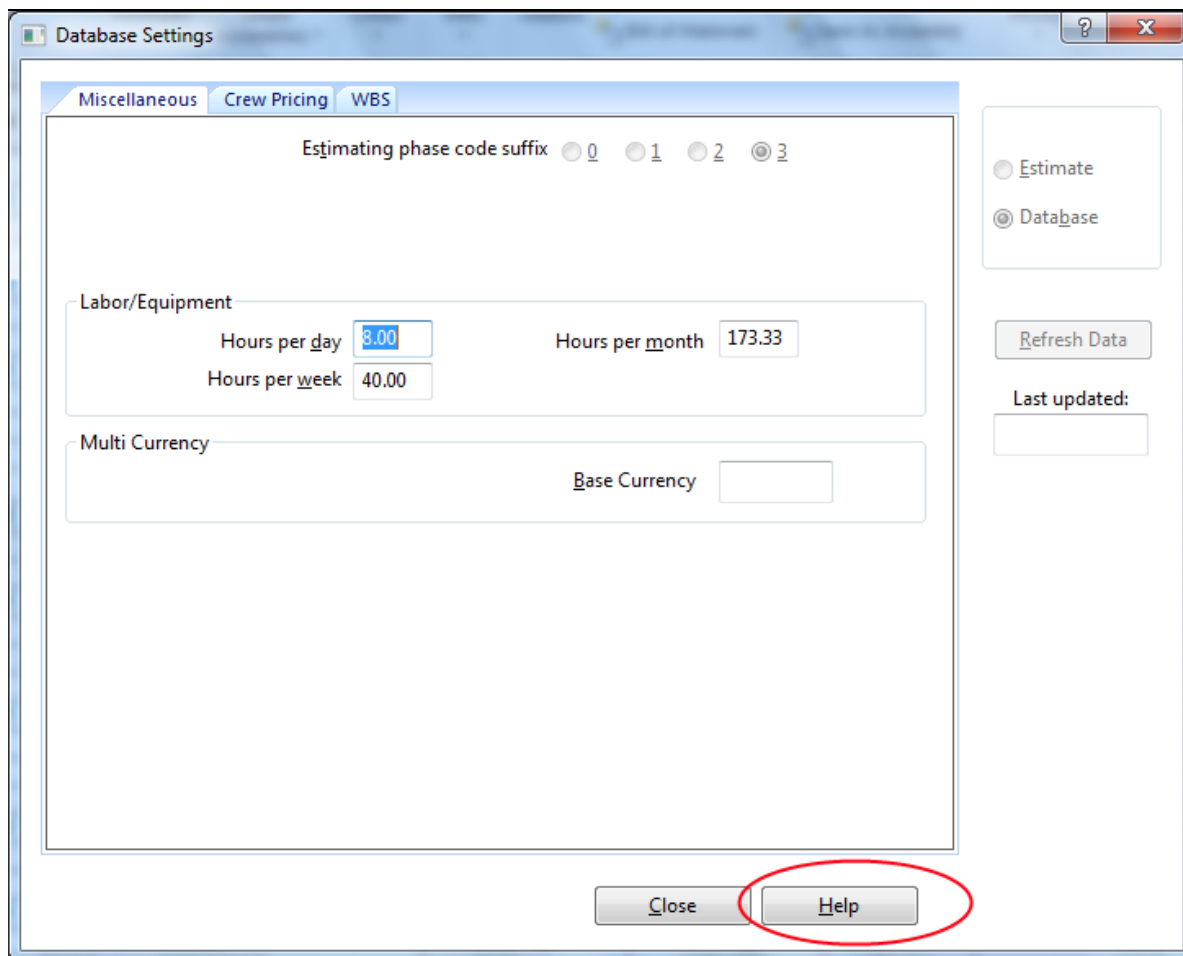 Database Settings
?
X
Miscellaneous Crew Pricing WBS
Estimating phase code suffix 0 1 2 3
Estimate
Database
Labor/Equipment
Hours per day 8.00 Hours per month 173.33
Hours per week 40.00
Refresh Data
Last updated:
Multi Currency
Base Currency
Close Help